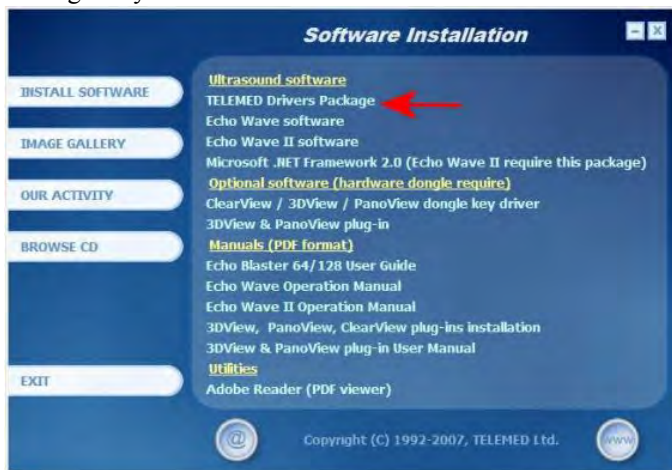 Software Installation
INSTALL SOFTWARE
IMAGE GALLERY
OUR ACTIVITY
BROWSE CD
EXIT
Ultrasound software
TELEMED Drivers Package
Echo Wave software
Echo Wave II software
Microsoft .NET Framework 2.0 (Echo Wave II require this package)
Optional software (hardware dongle require)
ClearView / 3DView / PanoView dongle key driver
3DView & PanoView plug-in
Manuals (PDF format)
Echo Blaster 64/128 User Guide
Echo Wave Operation Manual
Echo Wave II Operation Manual
3DView, PanoView, ClearView plug-ins installation
3DView & PanoView plug-in User Manual
Utilities
Adobe Reader (PDF viewer)
@
Copyright (C) 1992-2007, TELEMED Ltd.
www